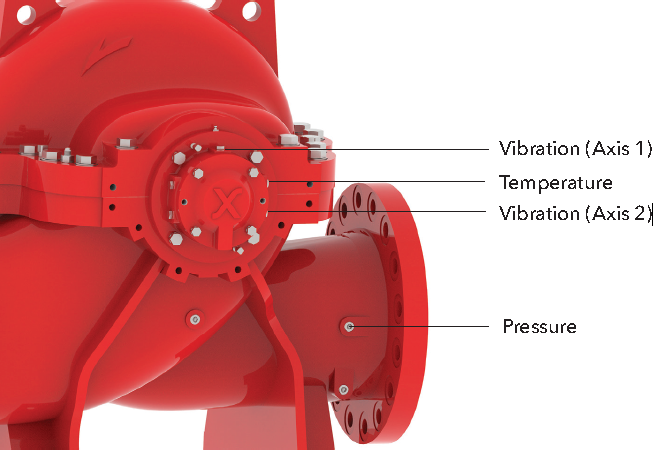 Vibration (Axis 1)
Temperature
Vibration (Axis 2)
Pressure
X